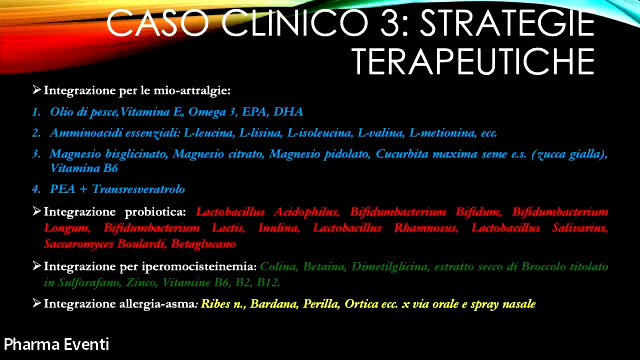 CASO CLINICO 3: STRATEGIE
TERAPEUTICHE
➢Integrazione per le mio-artralgie:
1. Olio di pesce,Vitamina E, Omega 3, EPA, DHA
2. Amminoacidi essenziali: L-leucina, L-lisina, L-isoleucina, L-valina, L-metionina, ecc.
3. Magnesio bisglicinato, Magnesio citrato, Magnesio pidolato, Cucurbita maxima seme e.s. (zucca gialla),
Vitamina B6
4. PEA + Transresveratrolo
➢Integrazione probiotica: Lactobacillus Acidophilus, Bifidumbacterium Bifidum, Bifidumbacterium
Longum, Bifidumbacterium Lactis, Inulina, Lactobacillus Rhamnosus, Lactobacillus Salivarius,
Saccaromyces Boulardi, Betaglucano
➢Integrazione per iperomocisteinemia: Colina, Betaina, Dimetilglicina, estratto secco di Broccolo titolato
in Sulforafano, Zinco, Vitamine B6, B2, B12.
➢Integrazione allergia-asma: Ribes n., Bardana, Perilla, Ortica ecc. x via orale e spray nasale
Pharma Eventi